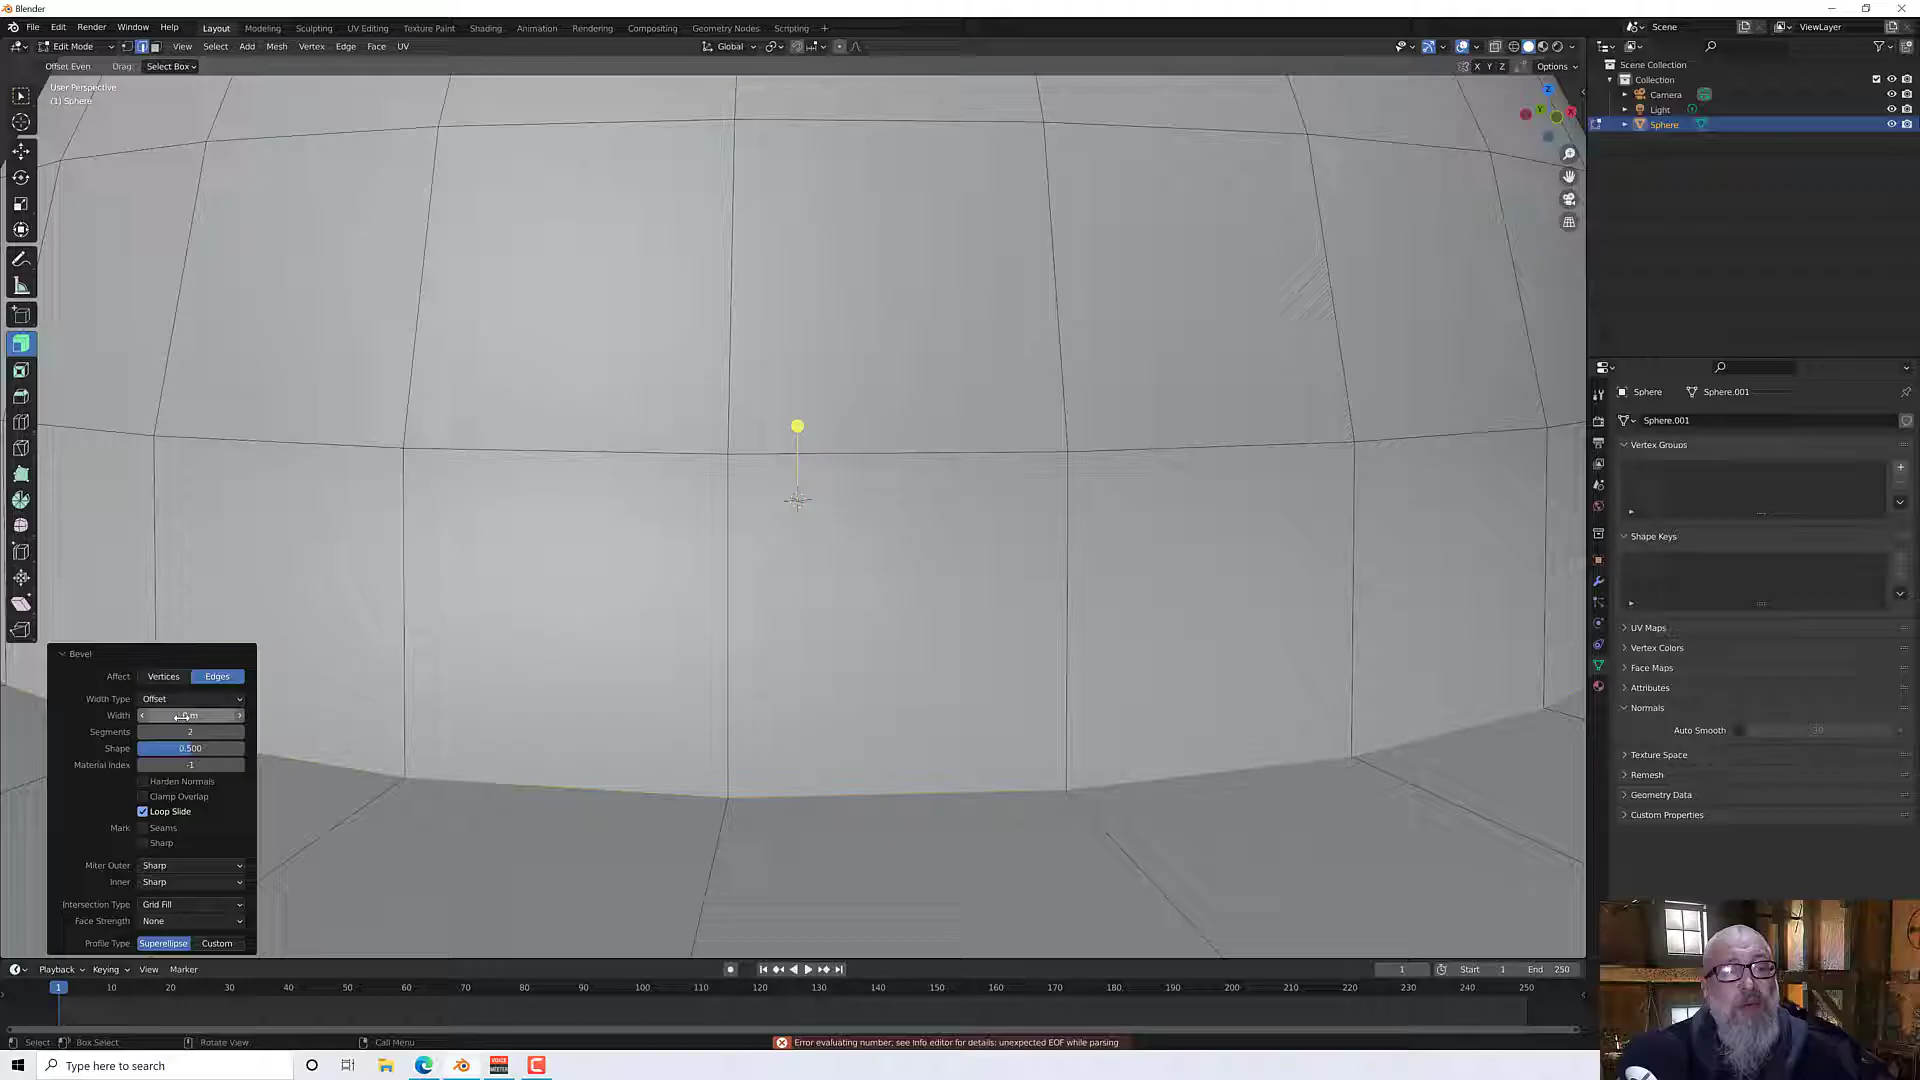 Blender
File Edit Render Window Help
Layout Modeling Sculpting UV Editing Texture Paint Shading Animation Rendering Compositing Geometry Nodes Scripting +
Scene
ViewLayer
Edit Mode
View Select Add Mesh Vertex Edge Face UV
Global
Offset Even
Drag: Select Box
X Y Z
Options
User Perspective
(1) Sphere
Z
Y
X
Scene Collection
Collection
Camera
Light
Sphere
Sphere
Sphere.001
Sphere.001
Vertex Groups
Shape Keys
UV Maps
Vertex Colors
Face Maps
Attributes
Normals
Auto Smooth
Texture Space
Remesh
Geometry Data
Custom Properties
Bevel
Affect Vertices Edges
Width Type Offset
Width m
Segments 2
Shape 0.500
Material Index -1
Harden Normals
Clamp Overlap
Loop Slide
Mark Seams
Sharp
Miter Outer Sharp
Inner Sharp
Intersection Type Grid Fill
Face Strength None
Profile Type Superellipse Custom
Playback Keying View Marker
1
Start 1
End 250
1 10 20 30 40 50 60 70 80 90 100 110 120 130 140 150 160 170 180 190 200 210 220 230 240 250
Select
Box Select
Rotate View
Call Menu
Error evaluating number, see Info editor for details: unexpected EOF while parsing
Type here to search
VOICE
MEETER